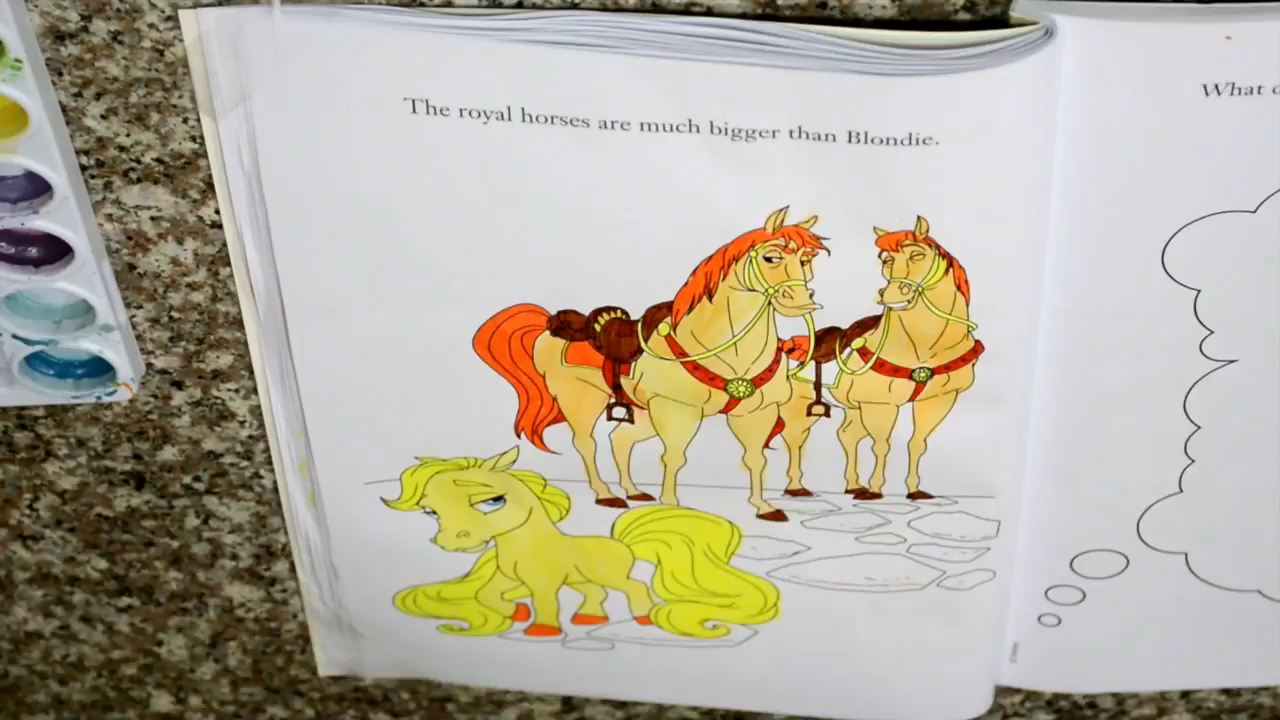 The royal horses are much bigger than Blondie.
What